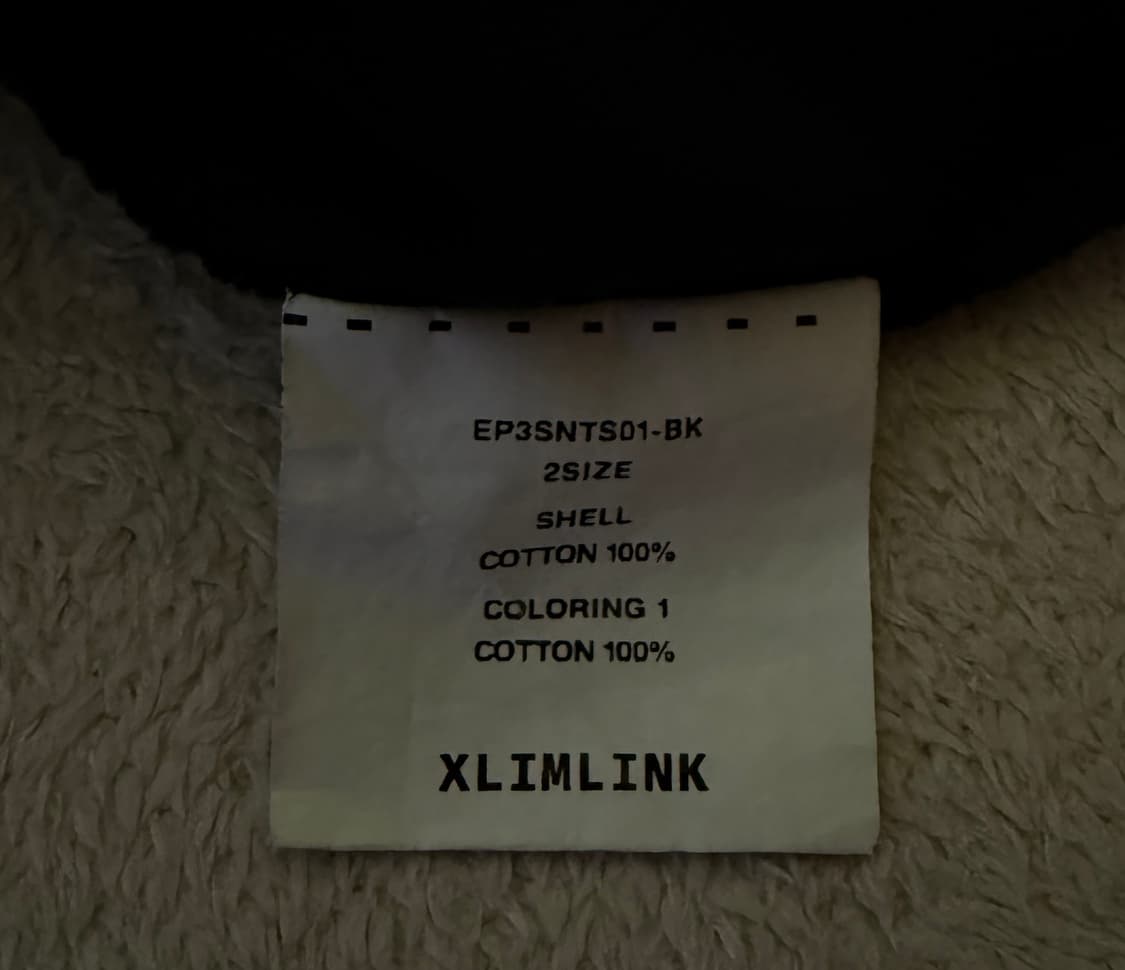 EP3SNTS01-BK
2SIZE
SHELL
COTTON 100%
COLORING 1
COTTON 100%
XLIMLINK